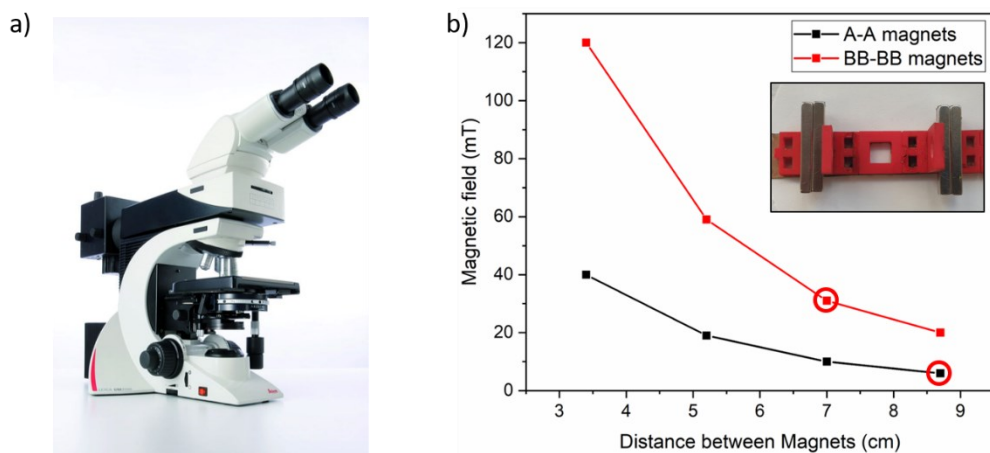 a)
b)
A-A magnets
BB-BB magnets
Magnetic field (mT)
120
100
80
60
40
20
0
3 4 5 6 7 8 9
Distance between Magnets (cm)